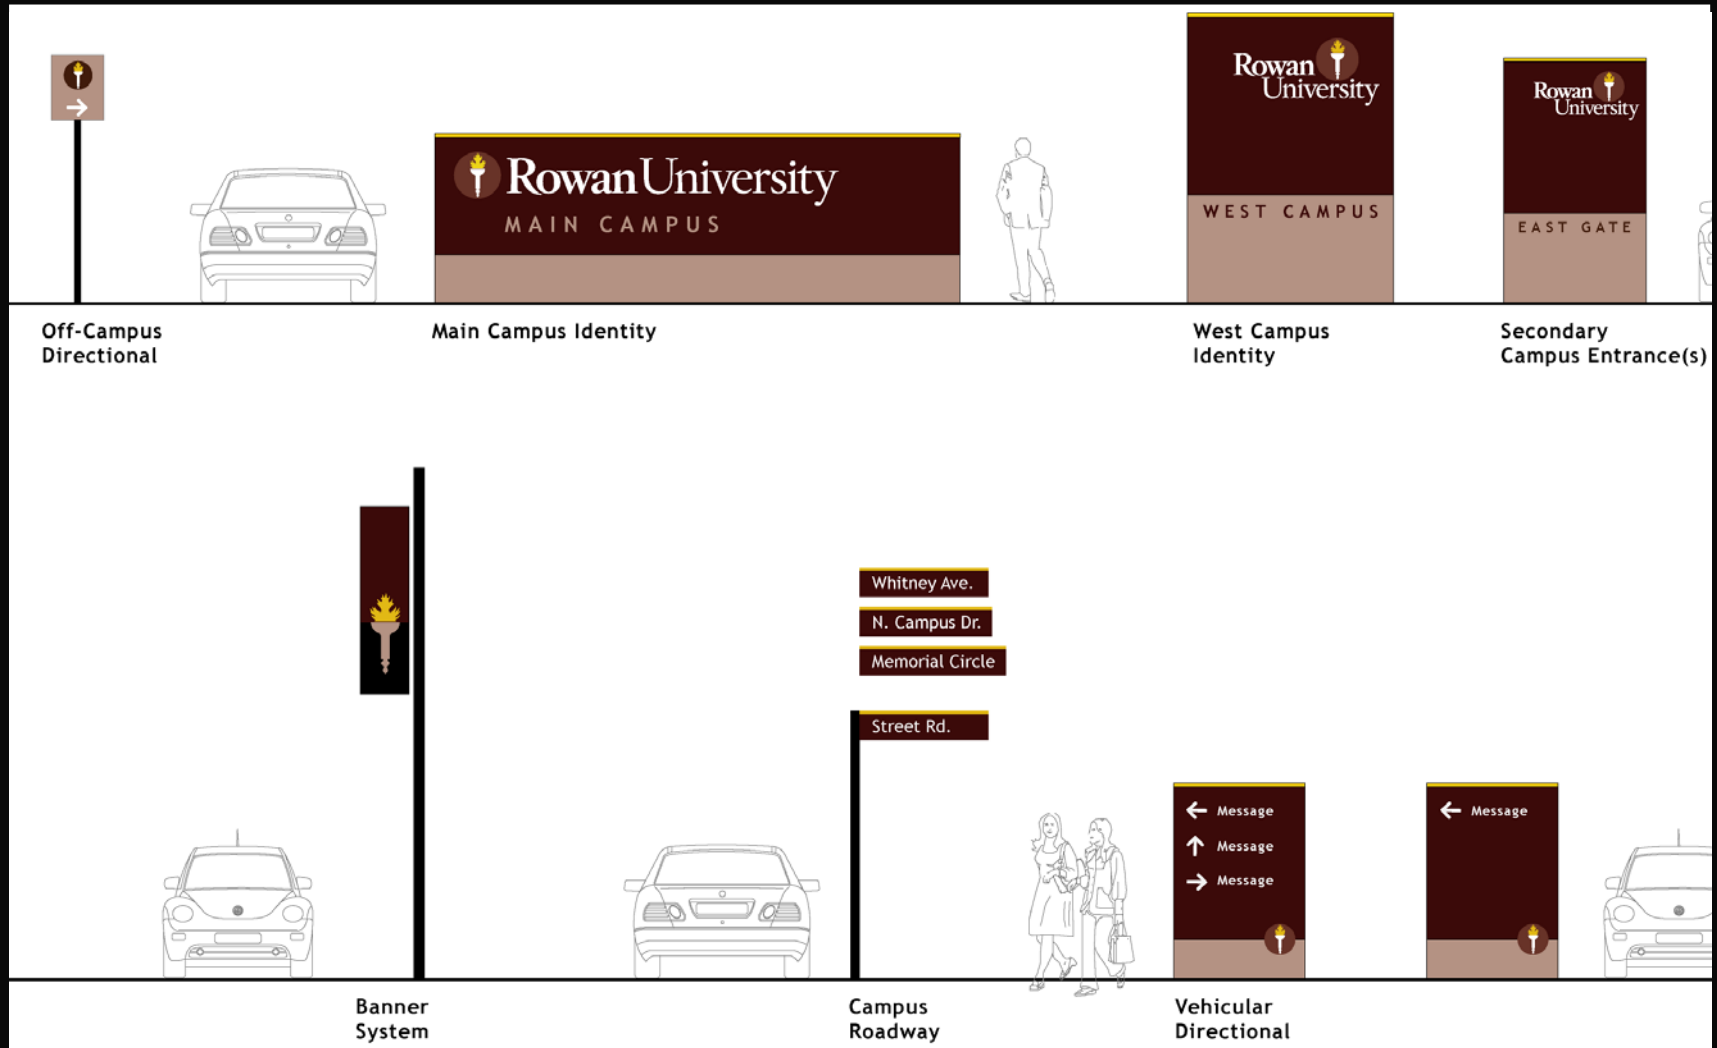 Rowan University
MAIN CAMPUS
Rowan
University
WEST CAMPUS
Rowan
University
EAST GATE
Off-Campus
Directional
Main Campus Identity
West Campus
Identity
Secondary
Campus Entrance(s)
Whitney Ave.
N. Campus Dr.
Memorial Circle
Street Rd.
Message
Message
Message
Message
Banner
System
Campus
Roadway
Vehicular
Directional